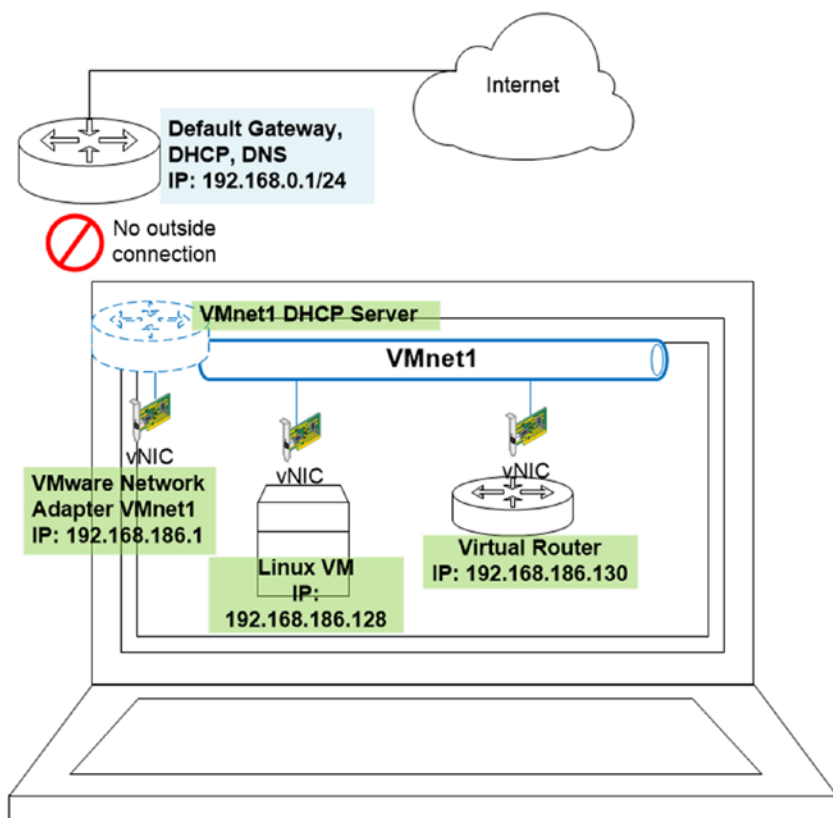 Internet
Default Gateway,
DHCP, DNS
IP: 192.168.0.1/24
No outside
connection
VMnet1 DHCP Server
VMnet1
vNIC
VMware Network
Adapter VMnet1
IP: 192.168.186.1
vNIC
Linux VM
IP:
192.168.186.128
vNIC
Virtual Router
IP: 192.168.186.130